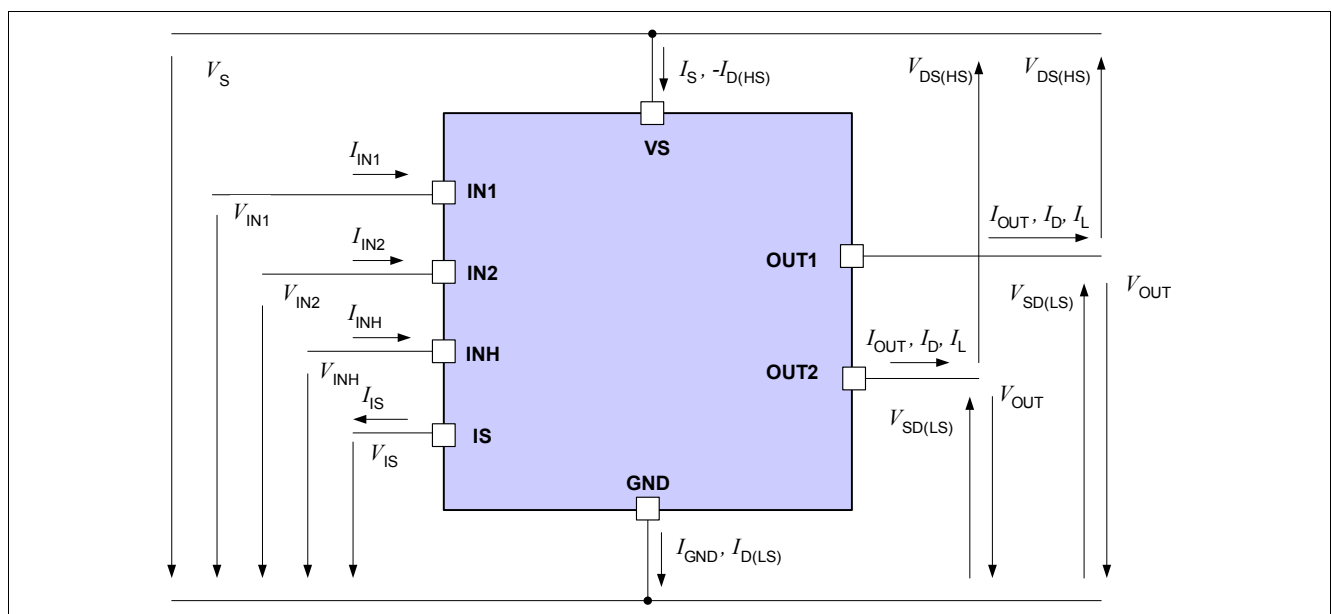 V_S
I_S, -I_D(HS)
V_DS(HS)
V_DS(HS)
VS
I_IN1
IN1
V_IN1
I_IN2
I_OUT, I_D, I_L
IN2
OUT1
V_IN2
V_SD(LS)
V_OUT
I_INH
INH
I_OUT, I_D, I_L
OUT2
V_INH
I_IS
V_OUT
V_SD(LS)
IS
V_IS
GND
I_GND, I_D(LS)